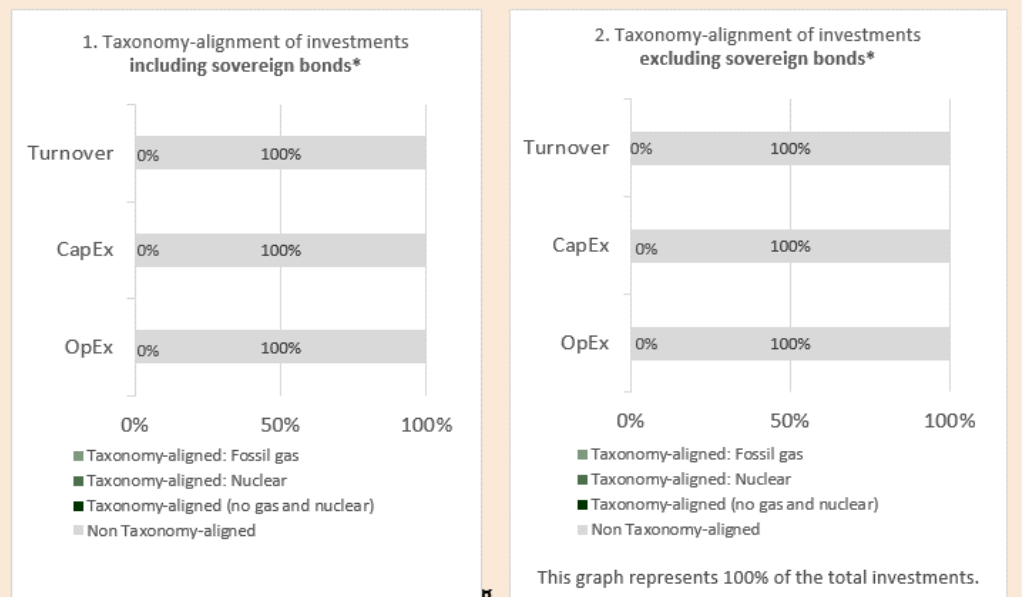 1. Taxonomy-alignment of investments
including sovereign bonds*
Turnover
0%
100%
CapEx
0%
100%
OpEx
0%
100%
0%
50%
100%
Taxonomy-aligned: Fossil gas
Taxonomy-aligned: Nuclear
Taxonomy-aligned (no gas and nuclear)
Non Taxonomy-aligned
2. Taxonomy-alignment of investments
excluding sovereign bonds*
Turnover
0%
100%
CapEx
0%
100%
OpEx
0%
100%
0%
50%
100%
Taxonomy-aligned: Fossil gas
Taxonomy-aligned: Nuclear
Taxonomy-aligned (no gas and nuclear)
Non Taxonomy-aligned
This graph represents 100% of the total investments.